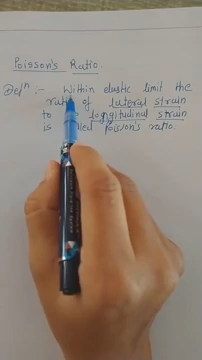 Poisson's Ratio.
Defⁿ :- Within elastic limit the
ratio of lateral strain
to longitudinal strain
is called poisson's ratio.